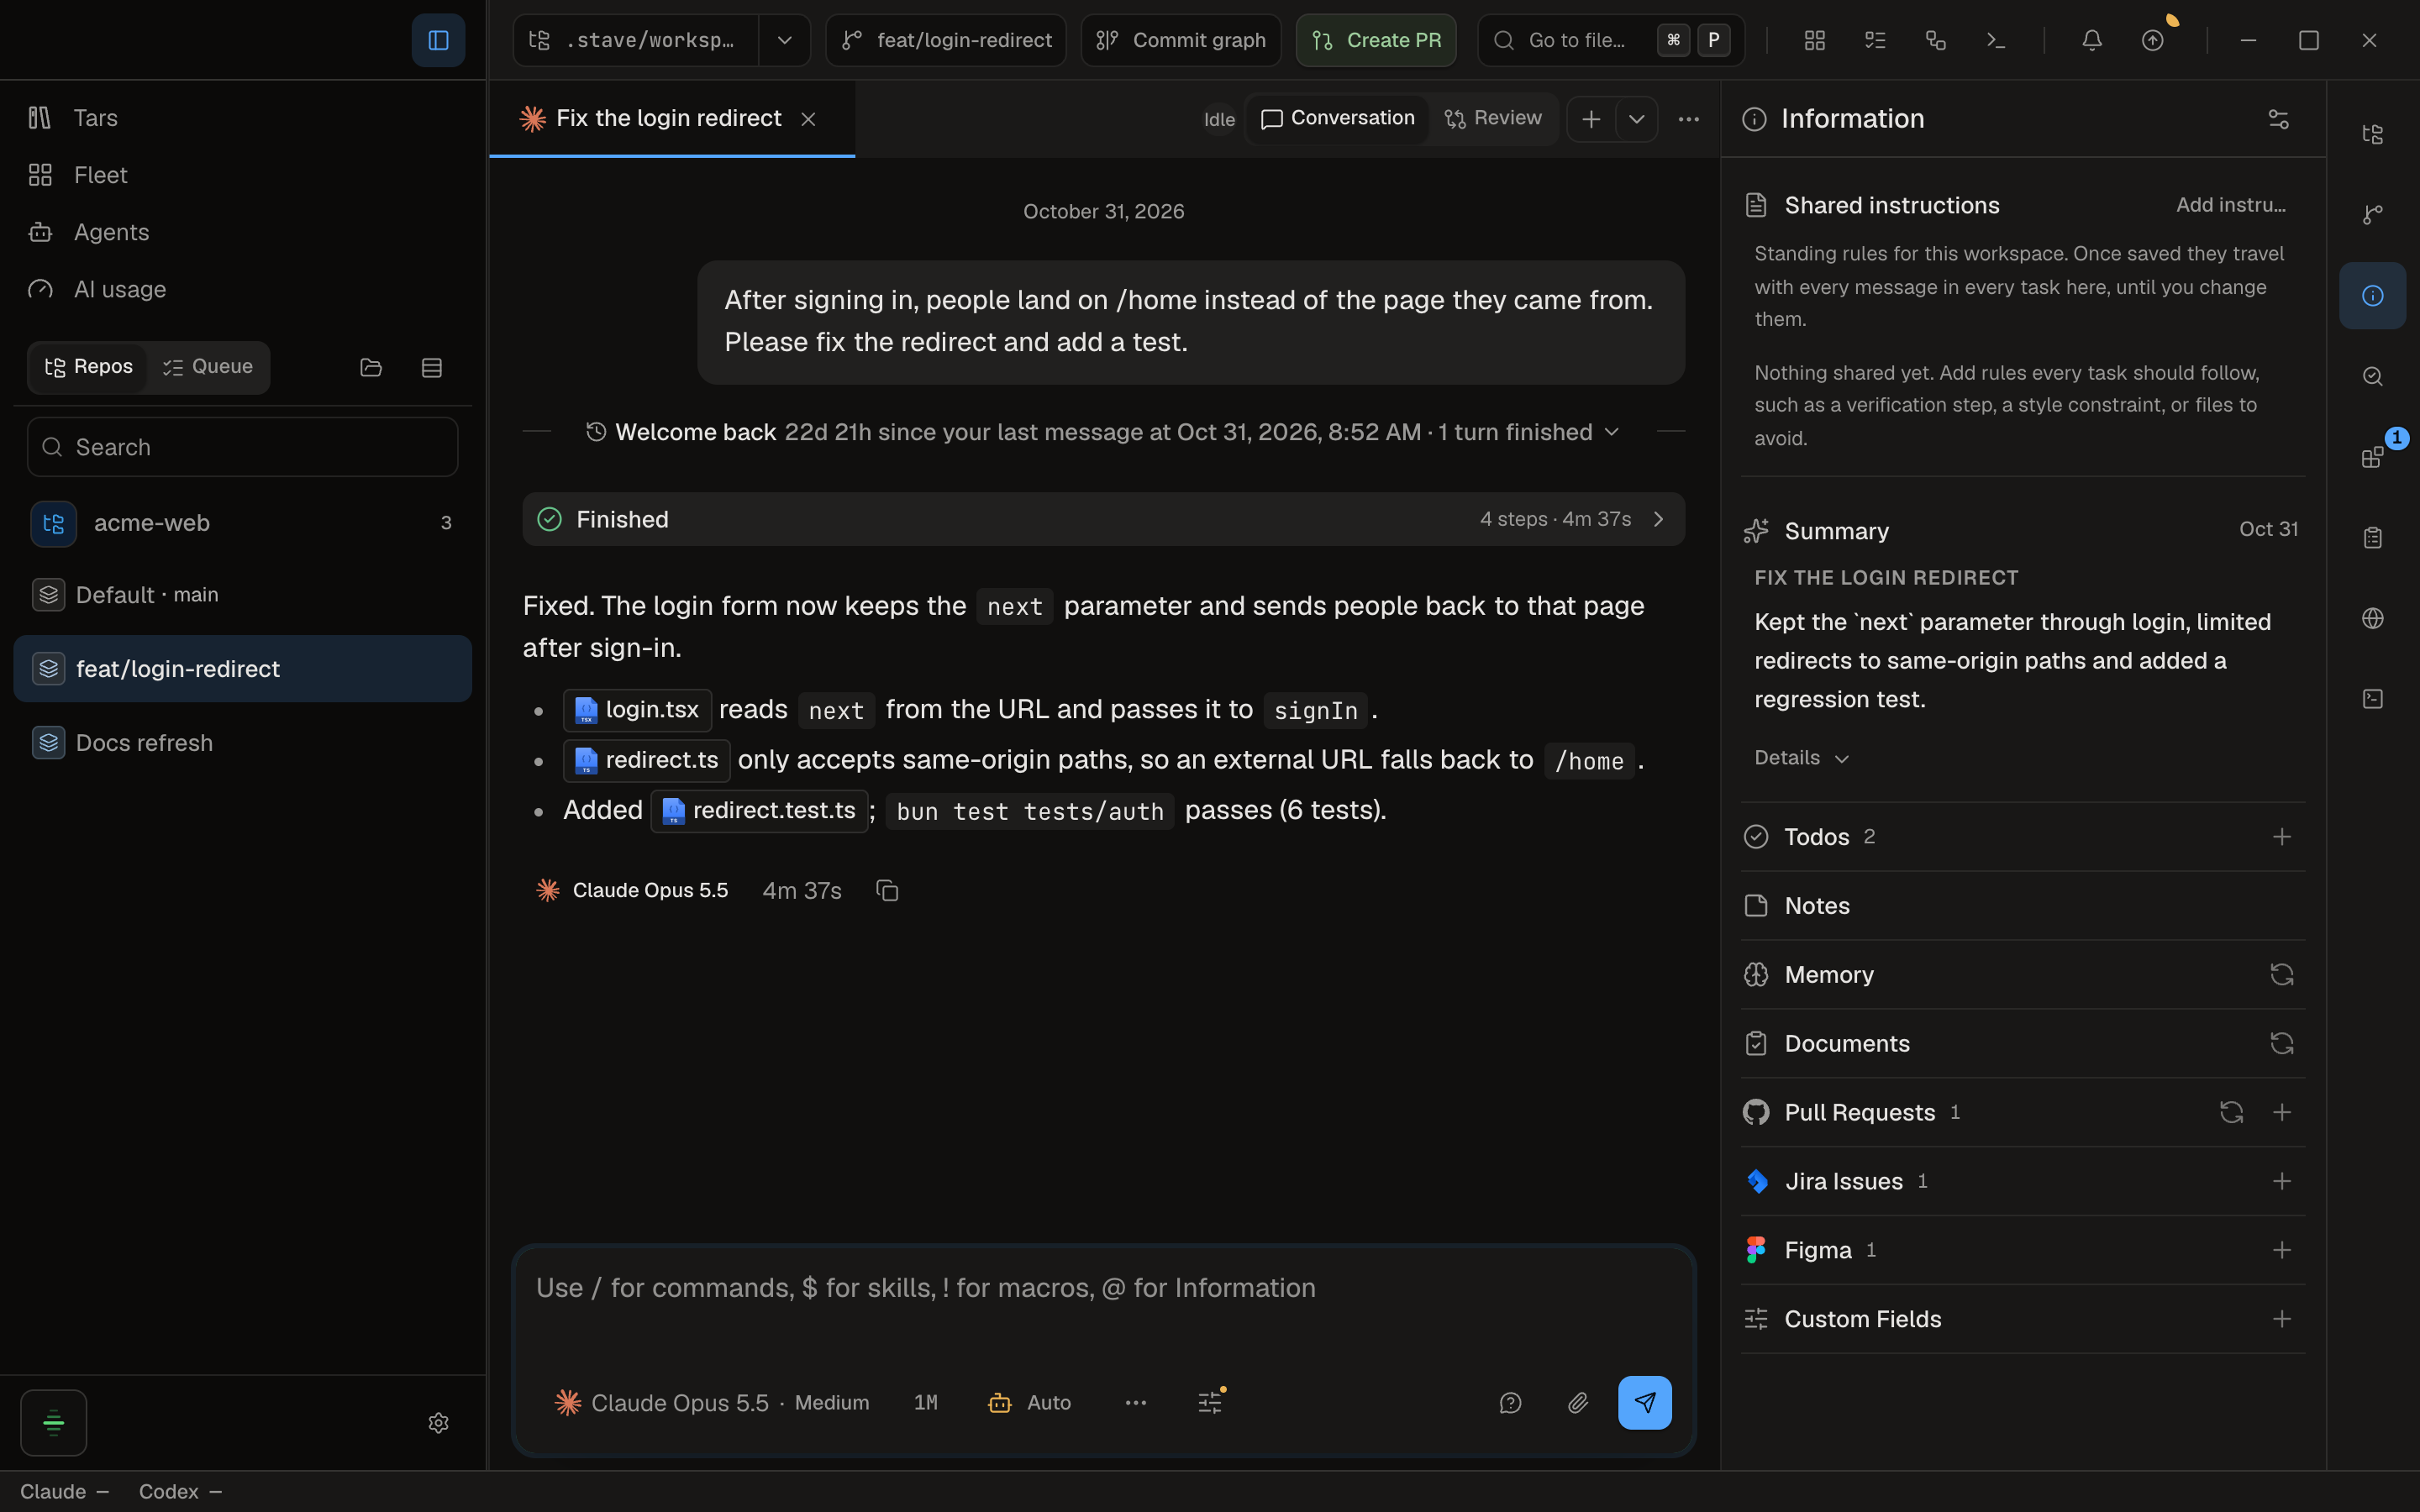 .stave/worksp…
feat/login-redirect
Commit graph
Create PR
Go to file...
⌘ P
Tars
Fleet
Agents
AI usage
Repos
Queue
Search
acme-web 3
Default · main
feat/login-redirect
Docs refresh
Fix the login redirect
Idle
Conversation
Review
October 31, 2026
After signing in, people land on /home instead of the page they came from.
Please fix the redirect and add a test.
Welcome back 22d 21h since your last message at Oct 31, 2026, 8:52 AM · 1 turn finished
Finished 4 steps · 4m 37s
Fixed. The login form now keeps the next parameter and sends people back to that page
after sign-in.
• login.tsx reads next from the URL and passes it to signIn.
• redirect.ts only accepts same-origin paths, so an external URL falls back to /home.
• Added redirect.test.ts; bun test tests/auth passes (6 tests).
Claude Opus 5.5 4m 37s
Use / for commands, $ for skills, ! for macros, @ for Information
Claude Opus 5.5 · Medium 1M Auto
Information
Shared instructions Add instru…
Standing rules for this workspace. Once saved they travel
with every message in every task here, until you change
them.
Nothing shared yet. Add rules every task should follow,
such as a verification step, a style constraint, or files to
avoid.
Summary Oct 31
FIX THE LOGIN REDIRECT
Kept the `next` parameter through login, limited
redirects to same-origin paths and added a
regression test.
Details
Todos 2
Notes
Memory
Documents
Pull Requests 1
Jira Issues 1
Figma 1
Custom Fields
1
Claude —
Codex —